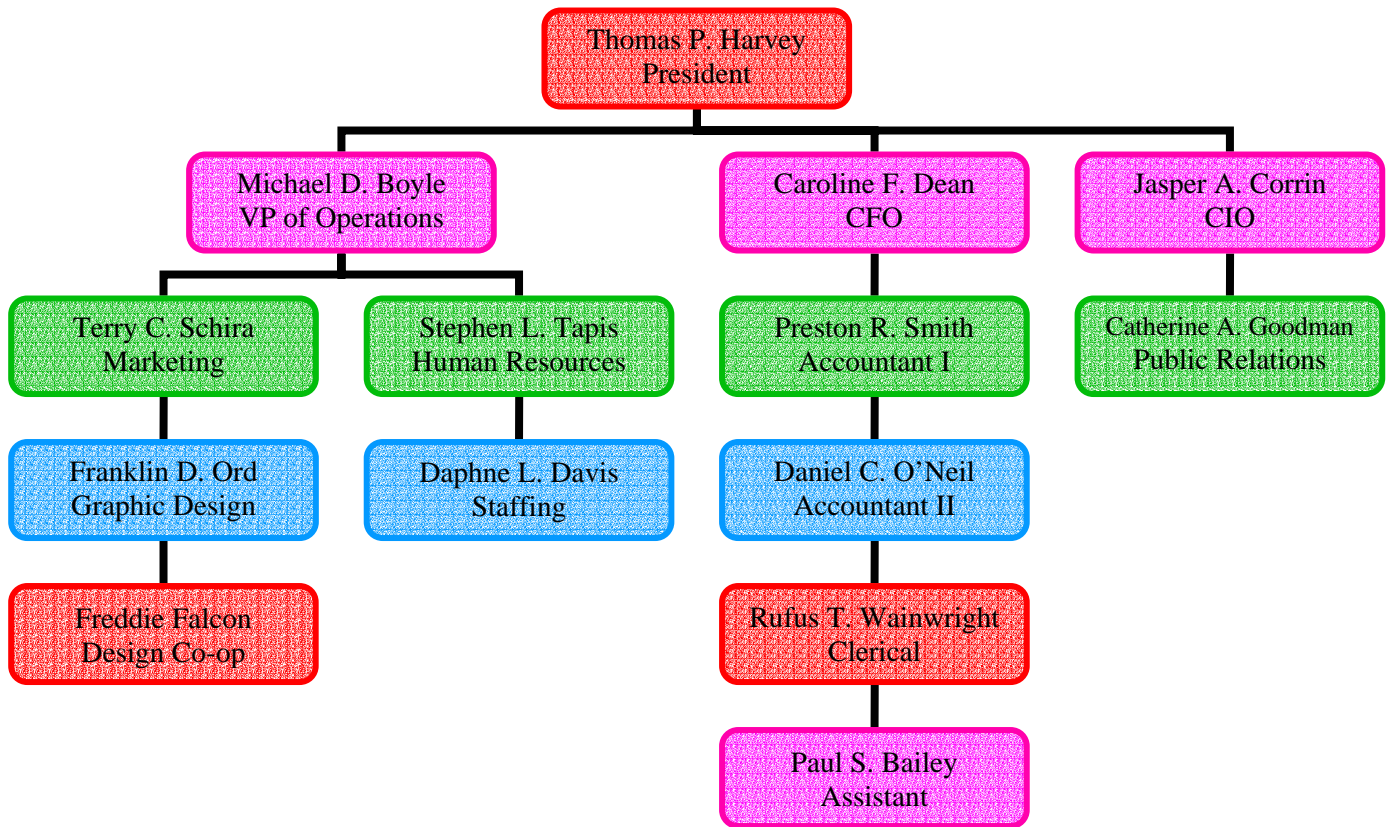 Thomas P. Harvey
President
Michael D. Boyle
VP of Operations
Caroline F. Dean
CFO
Jasper A. Corrin
CIO
Terry C. Schira
Marketing
Stephen L. Tapis
Human Resources
Preston R. Smith
Accountant I
Catherine A. Goodman
Public Relations
Franklin D. Ord
Graphic Design
Daphne L. Davis
Staffing
Daniel C. O’Neil
Accountant II
Freddie Falcon
Design Co-op
Rufus T. Wainwright
Clerical
Paul S. Bailey
Assistant